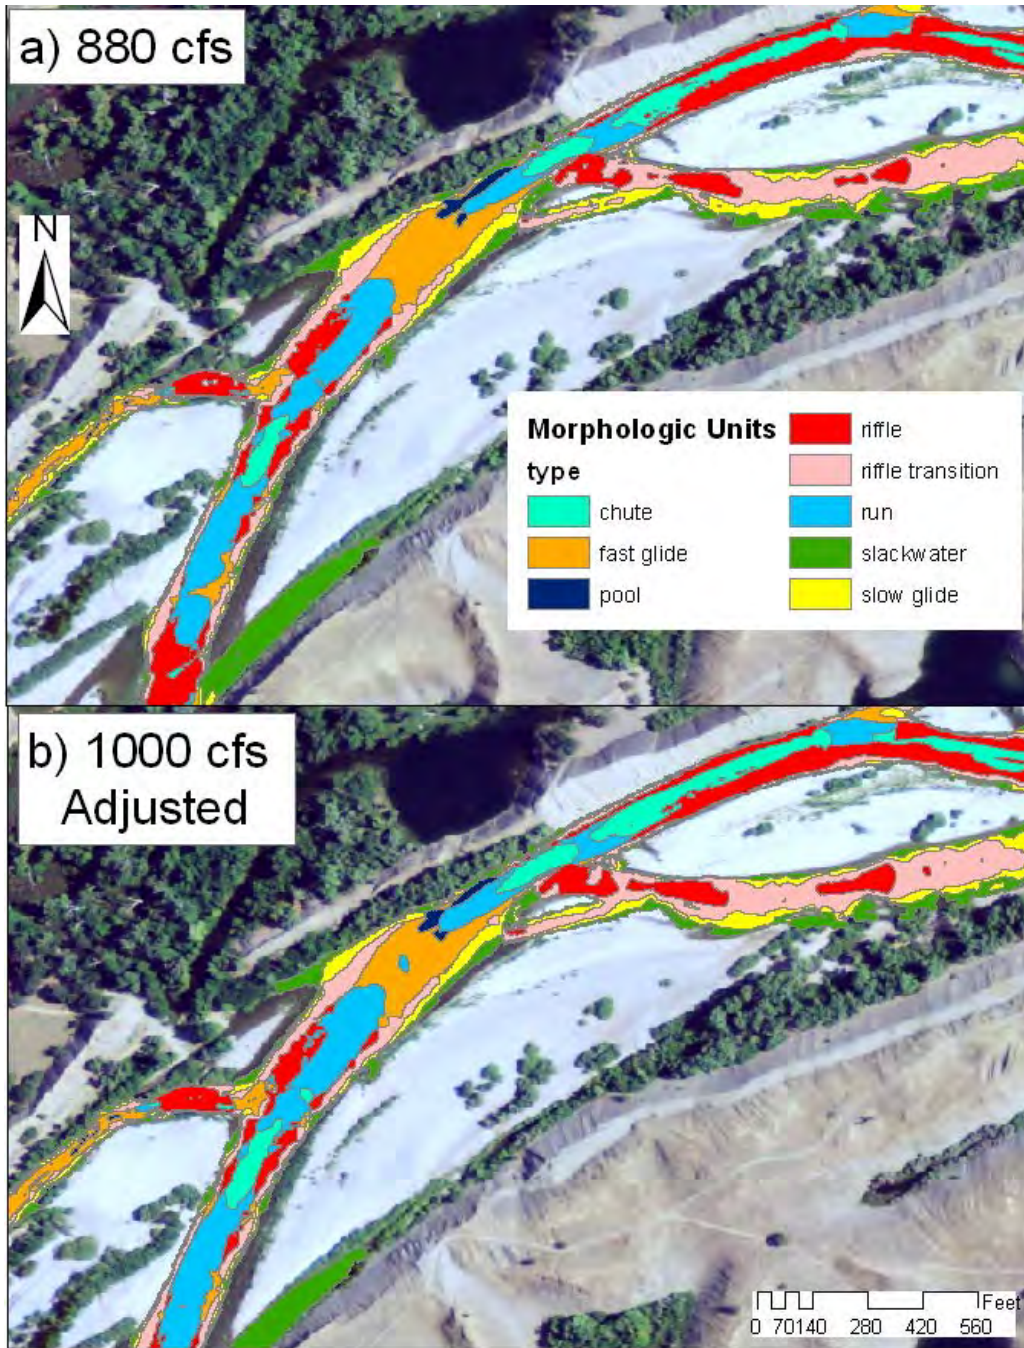 a) 880 cfs
N
Morphologic Units
type
chute
fast glide
pool
riffle
riffle transition
run
slackwater
slow glide
b) 1000 cfs
Adjusted
Feet
0 70140 280 420 560